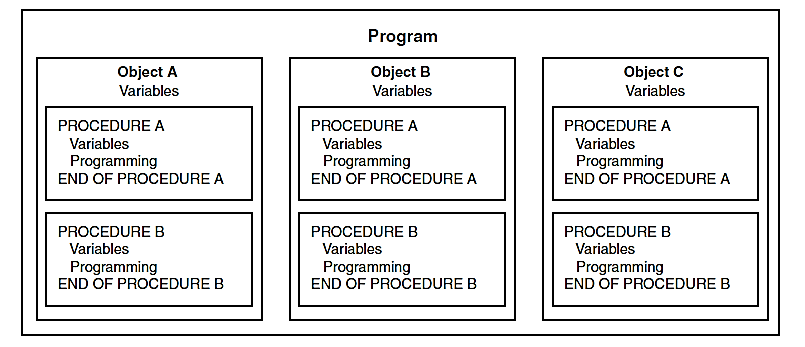 Program
Object A
Variables
PROCEDURE A
Variables
Programming
END OF PROCEDURE A
PROCEDURE B
Variables
Programming
END OF PROCEDURE B
Object B
Variables
PROCEDURE A
Variables
Programming
END OF PROCEDURE A
PROCEDURE B
Variables
Programming
END OF PROCEDURE B
Object C
Variables
PROCEDURE A
Variables
Programming
END OF PROCEDURE A
PROCEDURE B
Variables
Programming
END OF PROCEDURE B